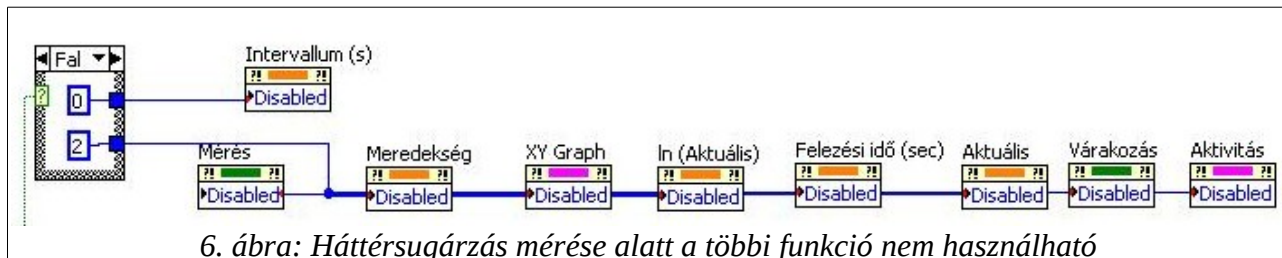 Fal
Intervallum (s)
?! ?!
Disabled
?
0
2
Mérés
Meredekség
XY Graph
ln (Aktuális)
Felezési idő (sec)
Aktuális
Várakozás
Aktivitás
?! ?! ?! ?! ?! ?! ?! ?! ?! ?! ?! ?! ?! ?! ?! ?!
Disabled Disabled Disabled Disabled Disabled Disabled Disabled Disabled
6. ábra: Háttérsugárzás mérése alatt a többi funkció nem használható